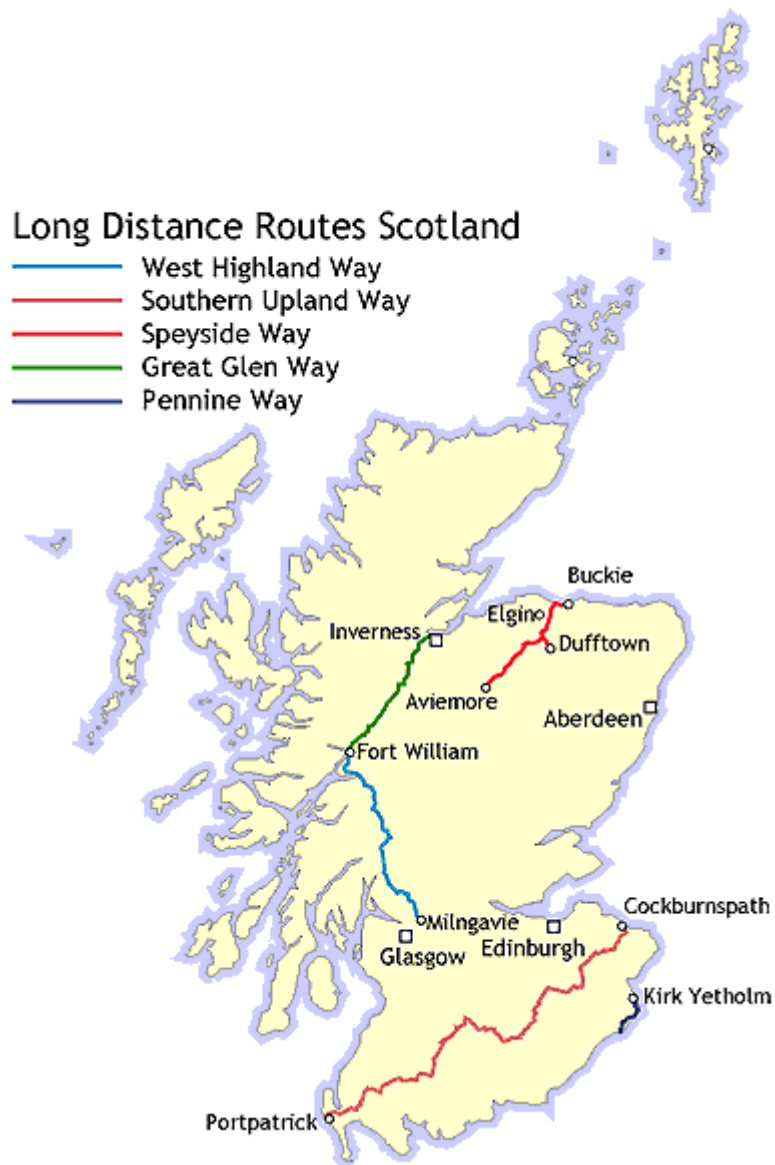 Long Distance Routes Scotland
West Highland Way
Southern Upland Way
Speyside Way
Great Glen Way
Pennine Way
Buckie
Elgin
Inverness
Dufftown
Aviemore
Aberdeen
Fort William
Cockburnspath
Milngavie
Edinburgh
Glasgow
Kirk Yetholm
Portpatrick